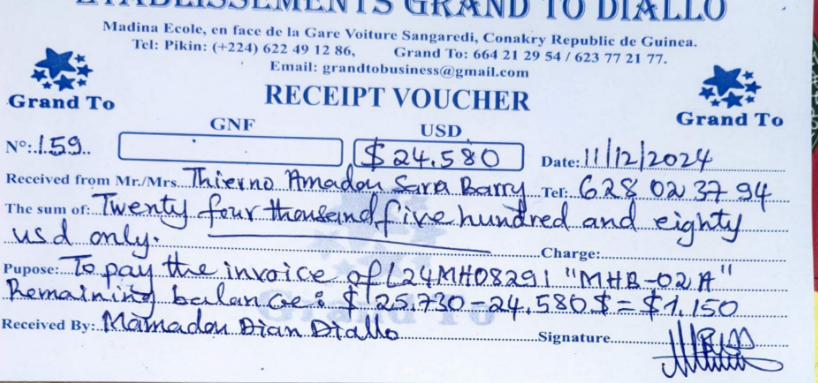 ETABLISSEMENTS GRAND TO DIALLO
Madina Ecole, en face de la Gare Voiture Sangaredi, Conakry Republic de Guinea.
Tel: Pikin: (+224) 622 49 12 86, Grand To: 664 21 29 54 / 623 77 21 77.
Email: grandtobusiness@gmail.com
Grand To RECEIPT VOUCHER Grand To
GNF USD
N°: 159 $24.580 Date: 11/12/2024
Received from Mr./Mrs. Thierno Amadou Sara Barry Tel: 628 02 37 94
The sum of: Twenty four thousand five hundred and eighty
usd only. Charge:
Pupose: To pay the invoice of L24MH08291 "MHB-02A"
Remaining balance: $ 25.730-24.580$ = $1.150
Received By: Mamadou Dian Diallo Signature